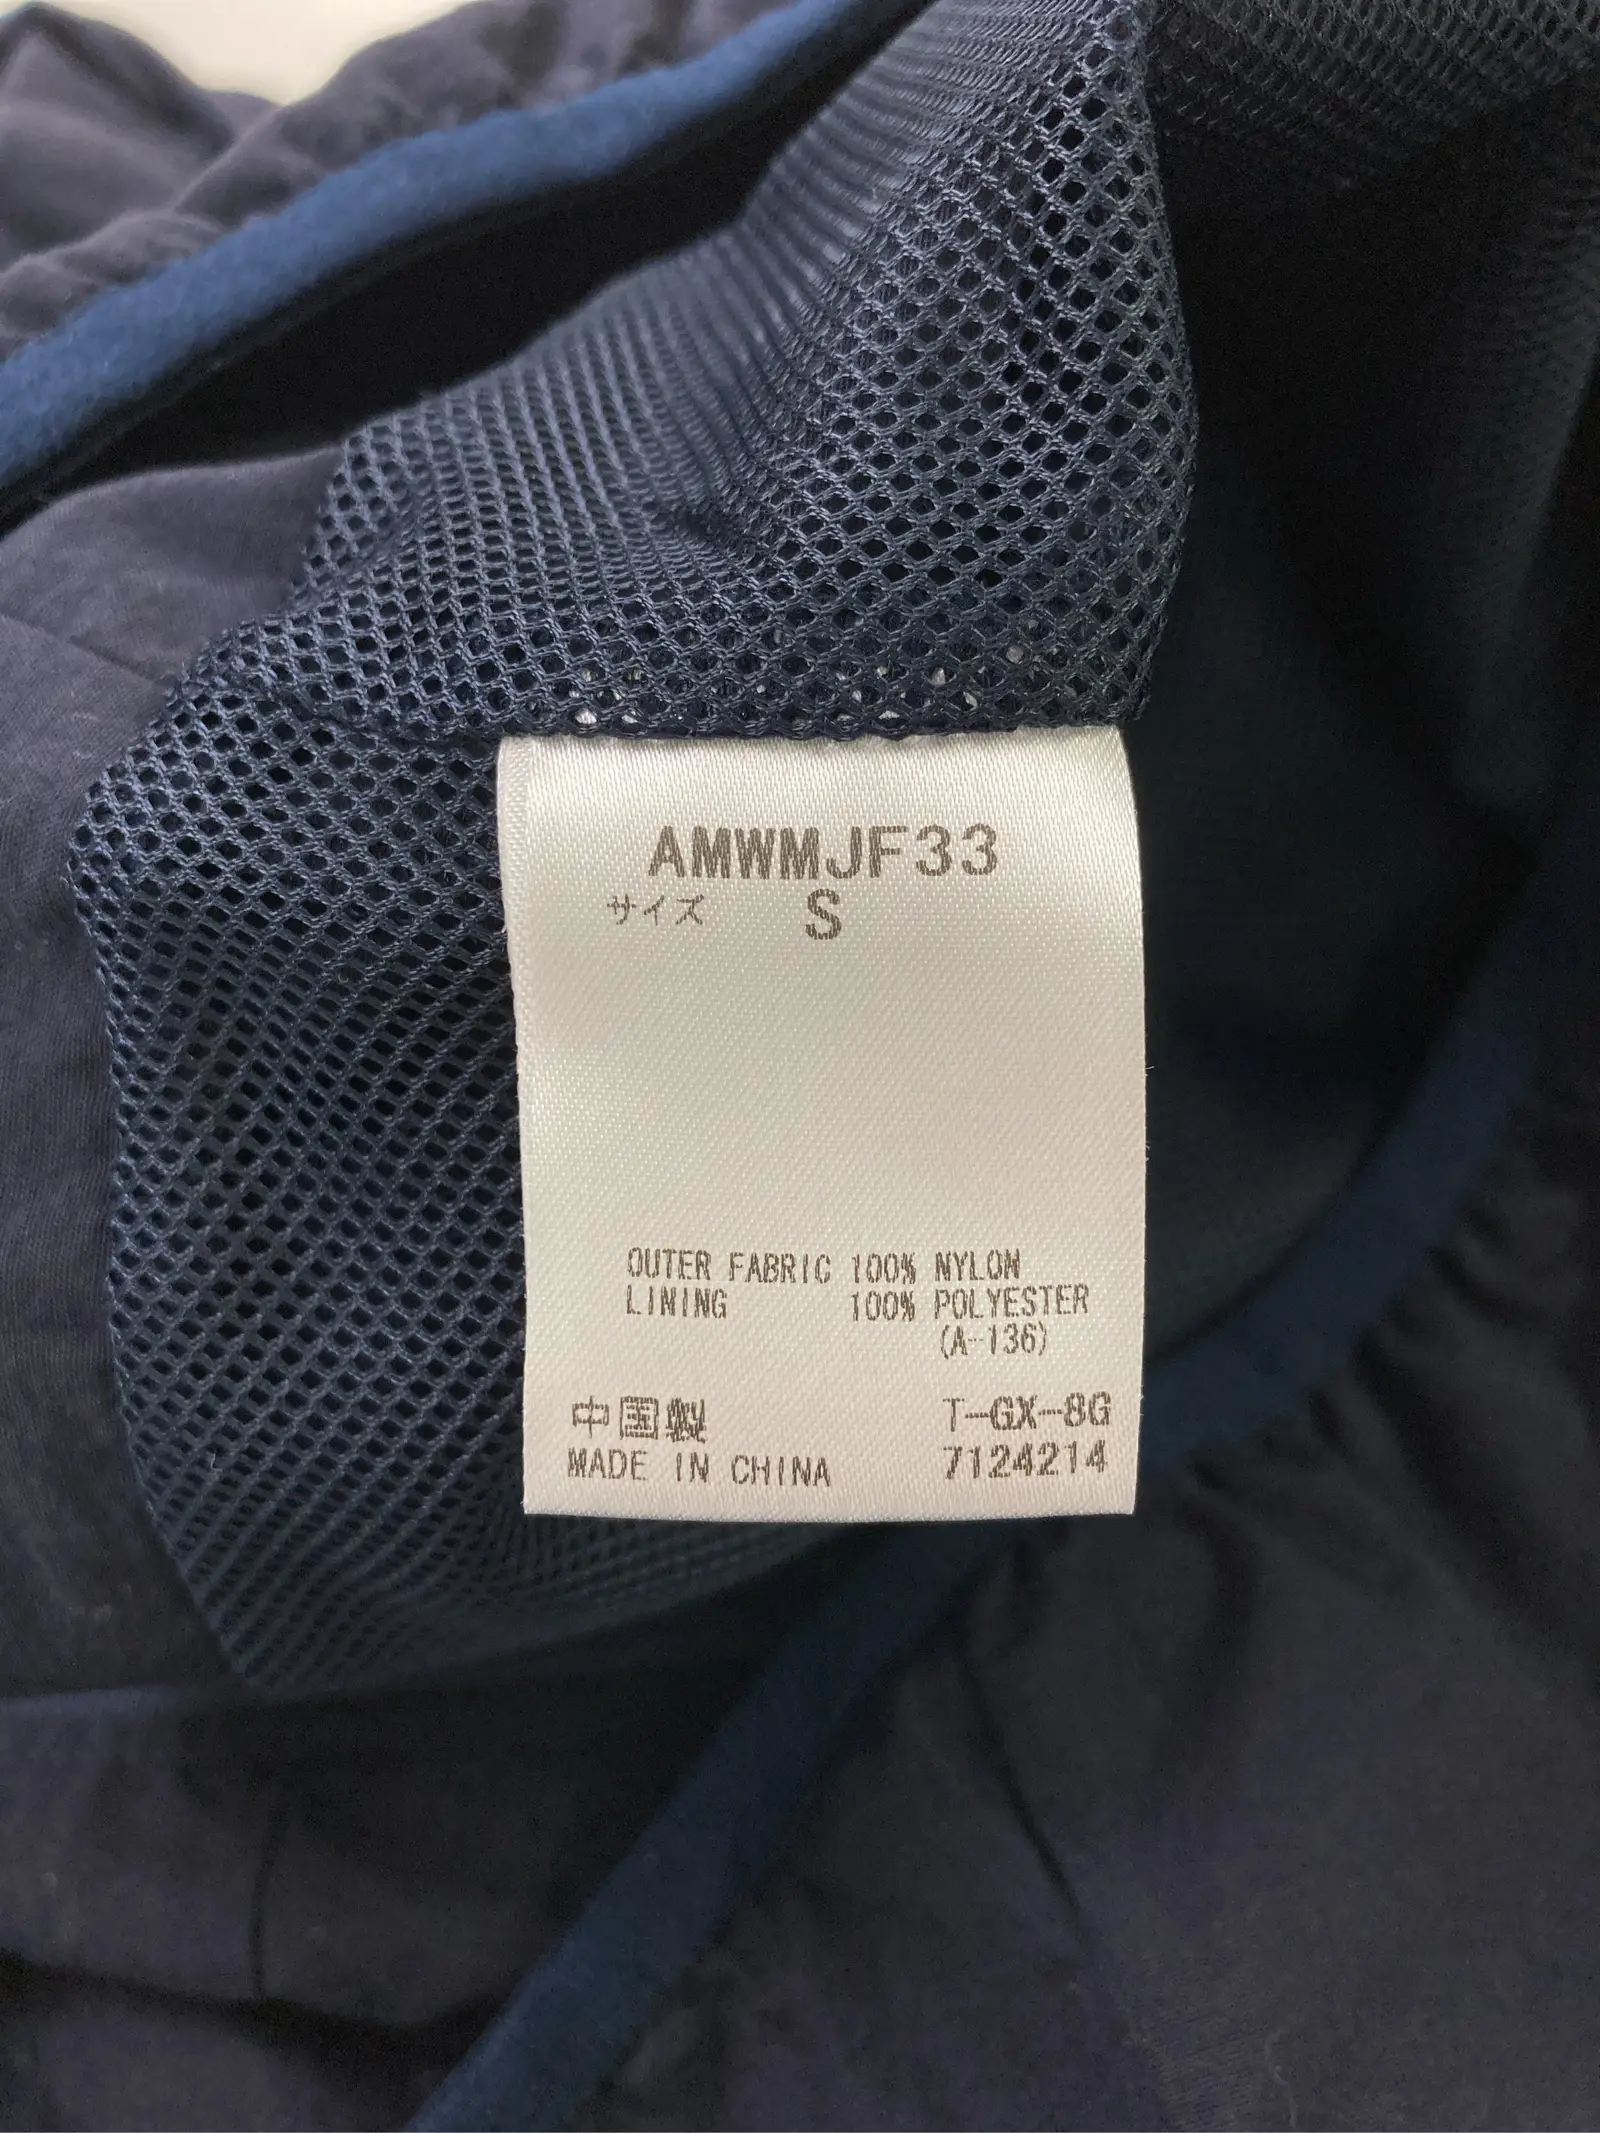 AMWMJF33
サイズ S
OUTER FABRIC 100% NYLON
LINING 100% POLYESTER
(A-136)
中国製 T-GX-8G
MADE IN CHINA 7124214